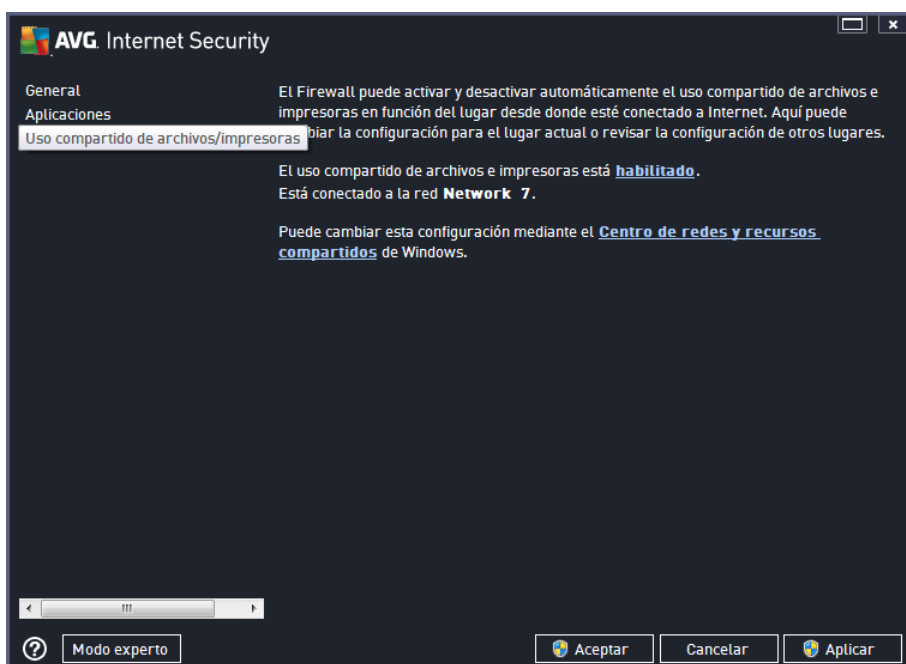 AVG. Internet Security
General
Aplicaciones
Uso compartido de archivos/impresoras
El Firewall puede activar y desactivar automáticamente el uso compartido de archivos e
impresoras en función del lugar desde donde esté conectado a Internet. Aquí puede
biar la configuración para el lugar actual o revisar la configuración de otros lugares.
El uso compartido de archivos e impresoras está habilitado.
Está conectado a la red Network 7.
Puede cambiar esta configuración mediante el Centro de redes y recursos
compartidos de Windows.
Modo experto
Aceptar
Cancelar
Aplicar